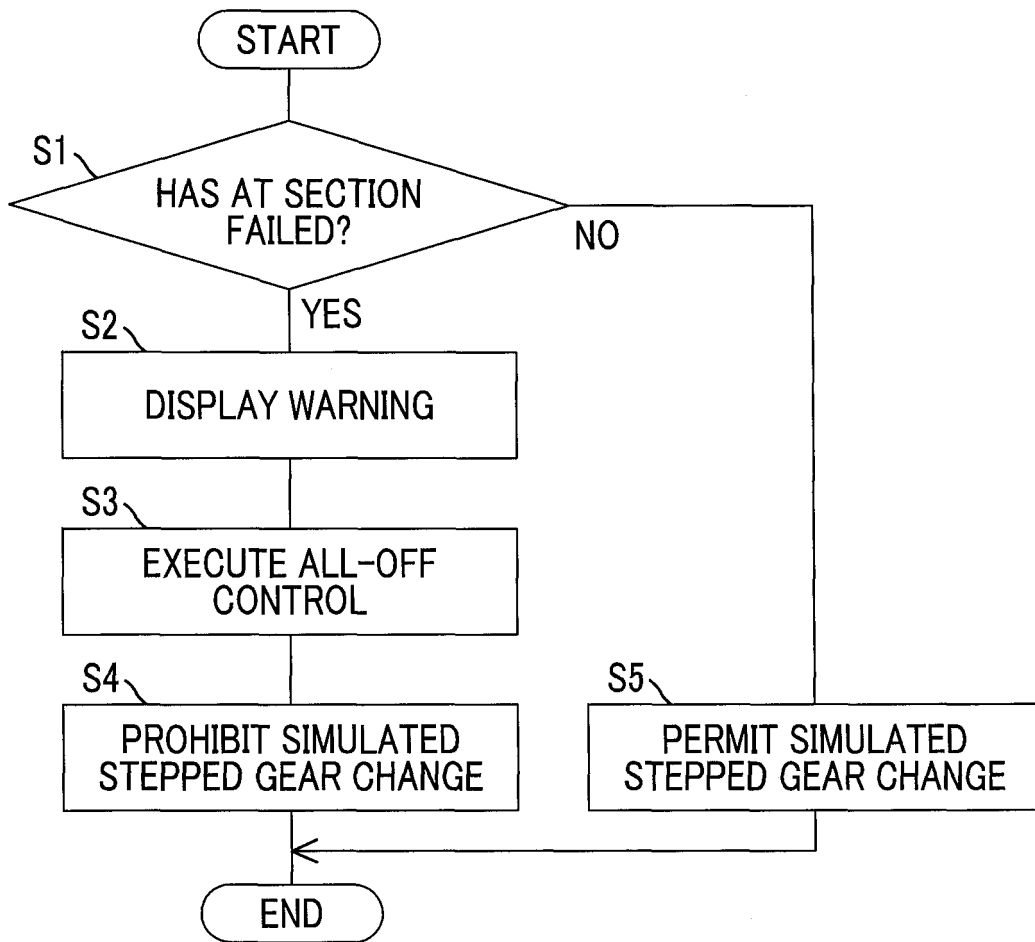 START
S1
HAS AT SECTION
FAILED?
NO
YES
S2
DISPLAY WARNING
S3
EXECUTE ALL-OFF
CONTROL
S4
PROHIBIT SIMULATED
STEPPED GEAR CHANGE
S5
PERMIT SIMULATED
STEPPED GEAR CHANGE
END